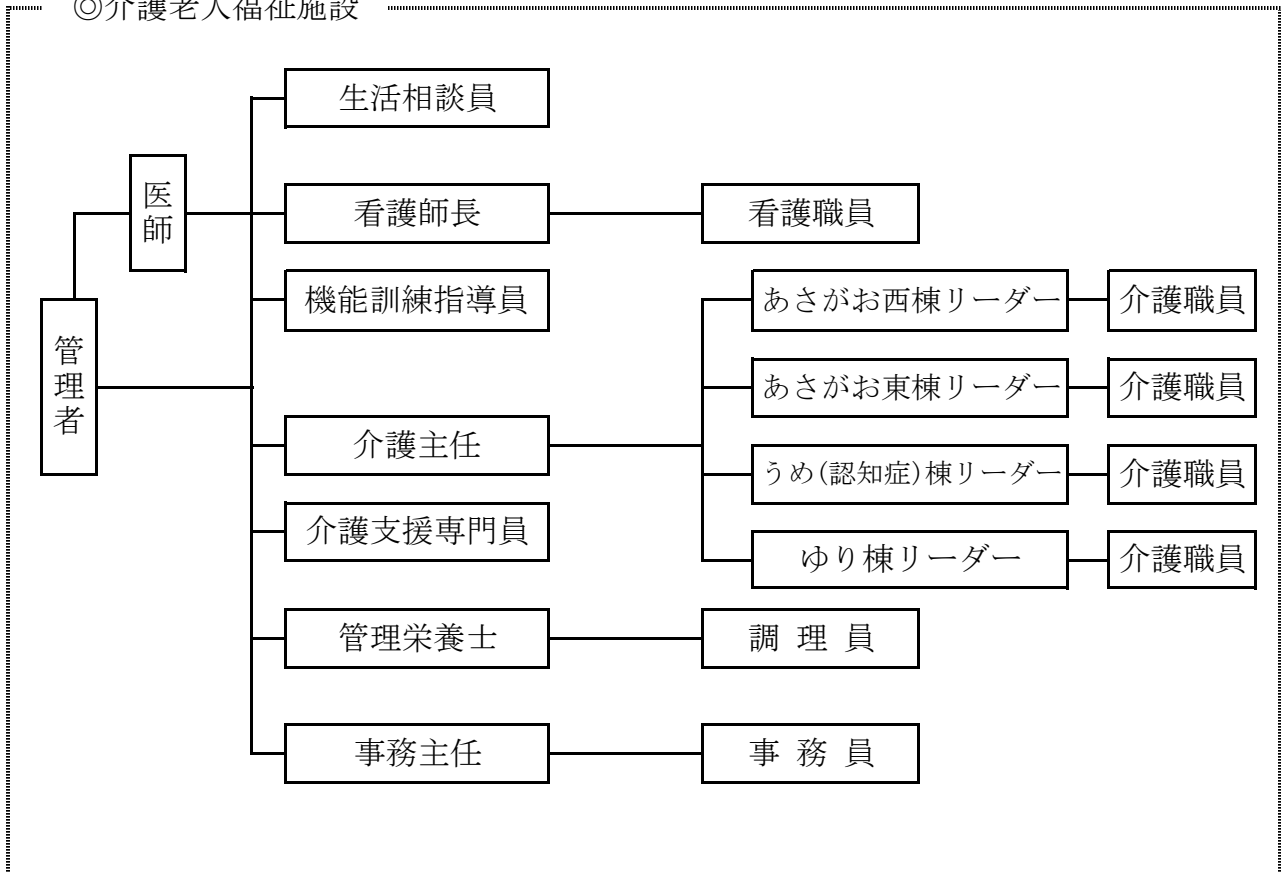 ◎介護老人福祉施設
生活相談員
医師
看護師長
看護職員
機能訓練指導員
あさがお西棟リーダー
介護職員
管理者
あさがお東棟リーダー
介護職員
介護主任
うめ(認知症)棟リーダー
介護職員
介護支援専門員
ゆり棟リーダー
介護職員
管理栄養士
調 理 員
事務主任
事 務 員